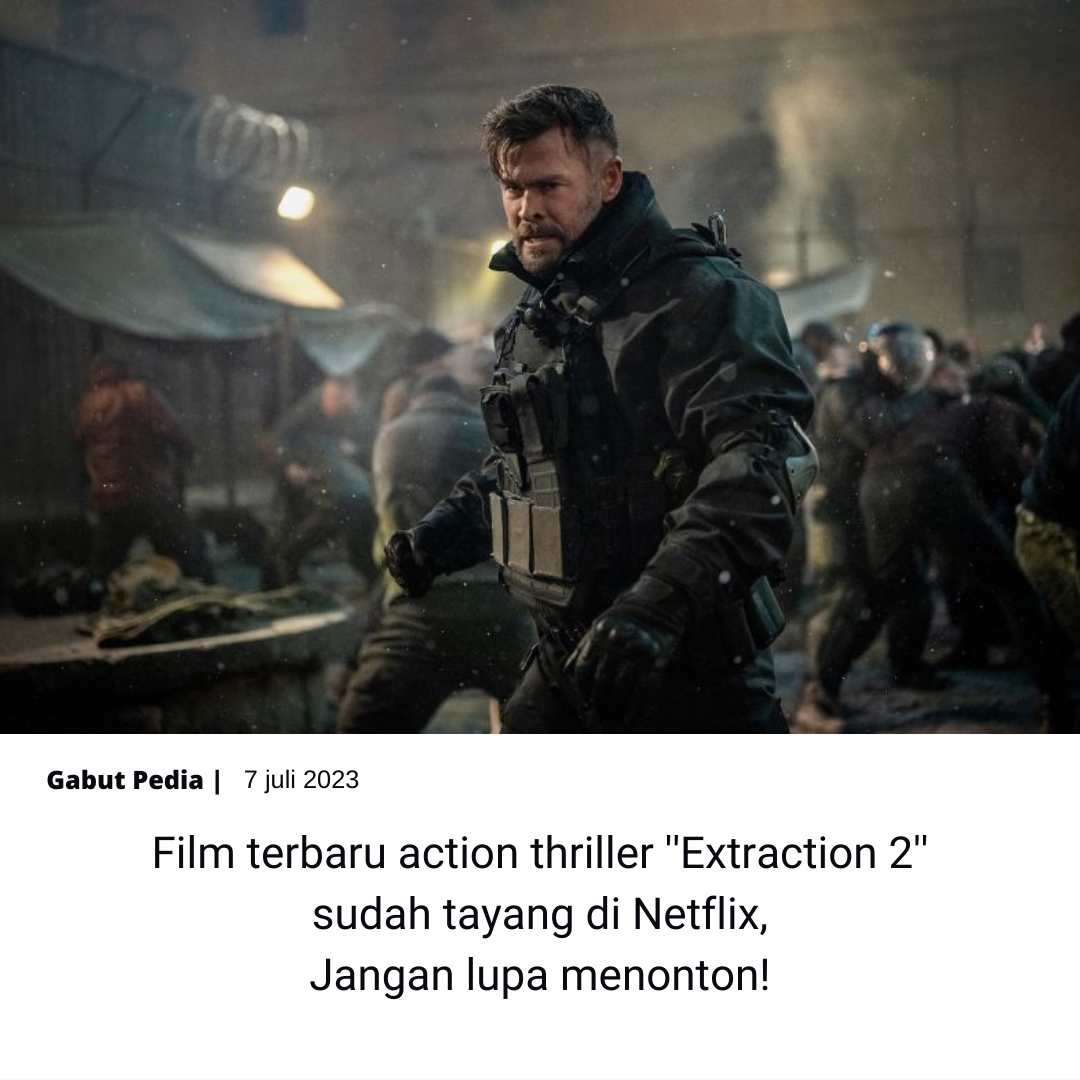 Gabut Pedia | 7 juli 2023
Film terbaru action thriller "Extraction 2"
sudah tayang di Netflix,
Jangan lupa menonton!